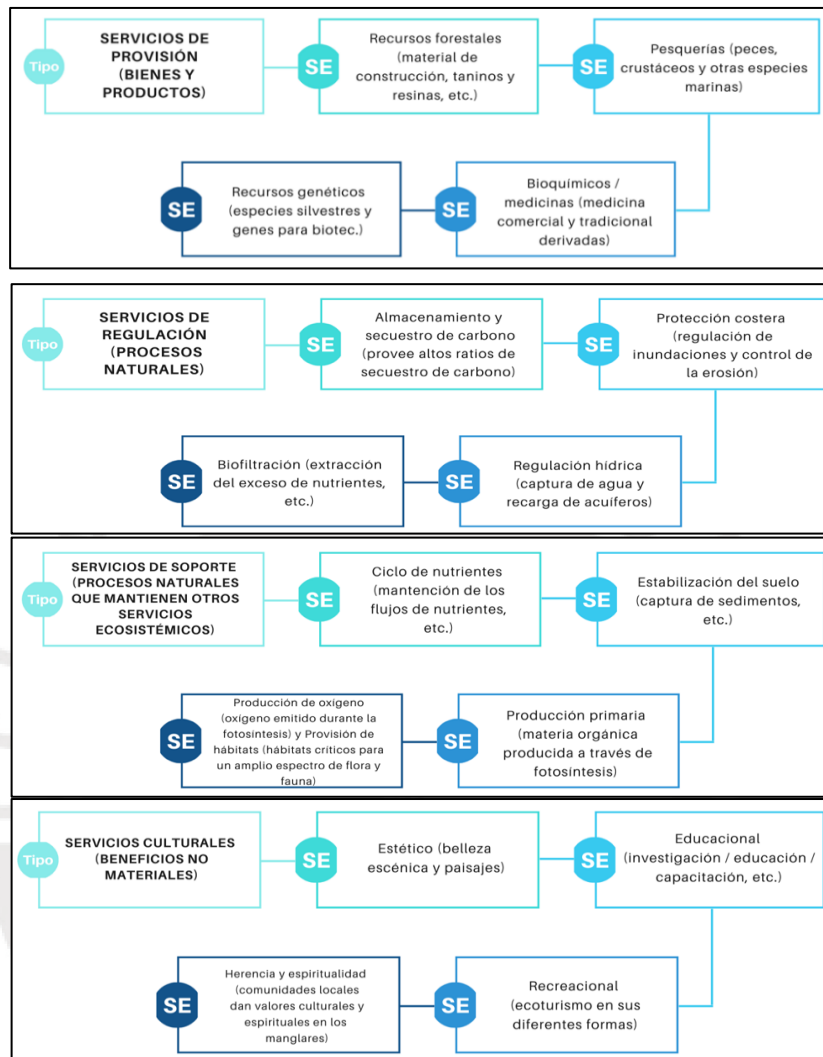 Tipo
SERVICIOS DE
PROVISIÓN
(BIENES Y
PRODUCTOS)
SE
Recursos forestales
(material de
construcción, taninos y
resinas, etc.)
SE
Pesquerías (peces,
crustáceos y otras especies
marinas)
SE
Recursos genéticos
(especies silvestres y
genes para biotec.)
SE
Bioquímicos /
medicinas (medicina
comercial y tradicional
derivadas)
Tipo
SERVICIOS DE
REGULACIÓN
(PROCESOS
NATURALES)
SE
Almacenamiento y
secuestro de carbono
(provee altos ratios de
secuestro de carbono)
SE
Protección costera
(regulación de
inundaciones y control de
la erosión)
SE
Biofiltración (extracción
del exceso de nutrientes,
etc.)
SE
Regulación hídrica
(captura de agua y
recarga de acuíferos)
Tipo
SERVICIOS DE SOPORTE
(PROCESOS NATURALES
QUE MANTIENEN OTROS
SERVICIOS
ECOSISTÉMICOS)
SE
Ciclo de nutrientes
(mantención de los
flujos de nutrientes,
etc.)
SE
Estabilización del suelo
(captura de sedimentos,
etc.)
SE
Producción de oxígeno
(oxígeno emitido durante la
fotosíntesis) y Provisión de
hábitats (hábitats críticos para
un amplio espectro de flora y
fauna)
SE
Producción primaria
(materia orgánica
producida a través de
fotosíntesis)
Tipo
SERVICIOS CULTURALES
(BENEFICIOS NO
MATERIALES)
SE
Estético (belleza
escénica y paisajes)
SE
Educacional
(investigación / educación /
capacitación, etc.)
SE
Herencia y espiritualidad
(comunidades locales
dan valores culturales y
espirituales en los
manglares)
SE
Recreacional
(ecoturismo en sus
diferentes formas)